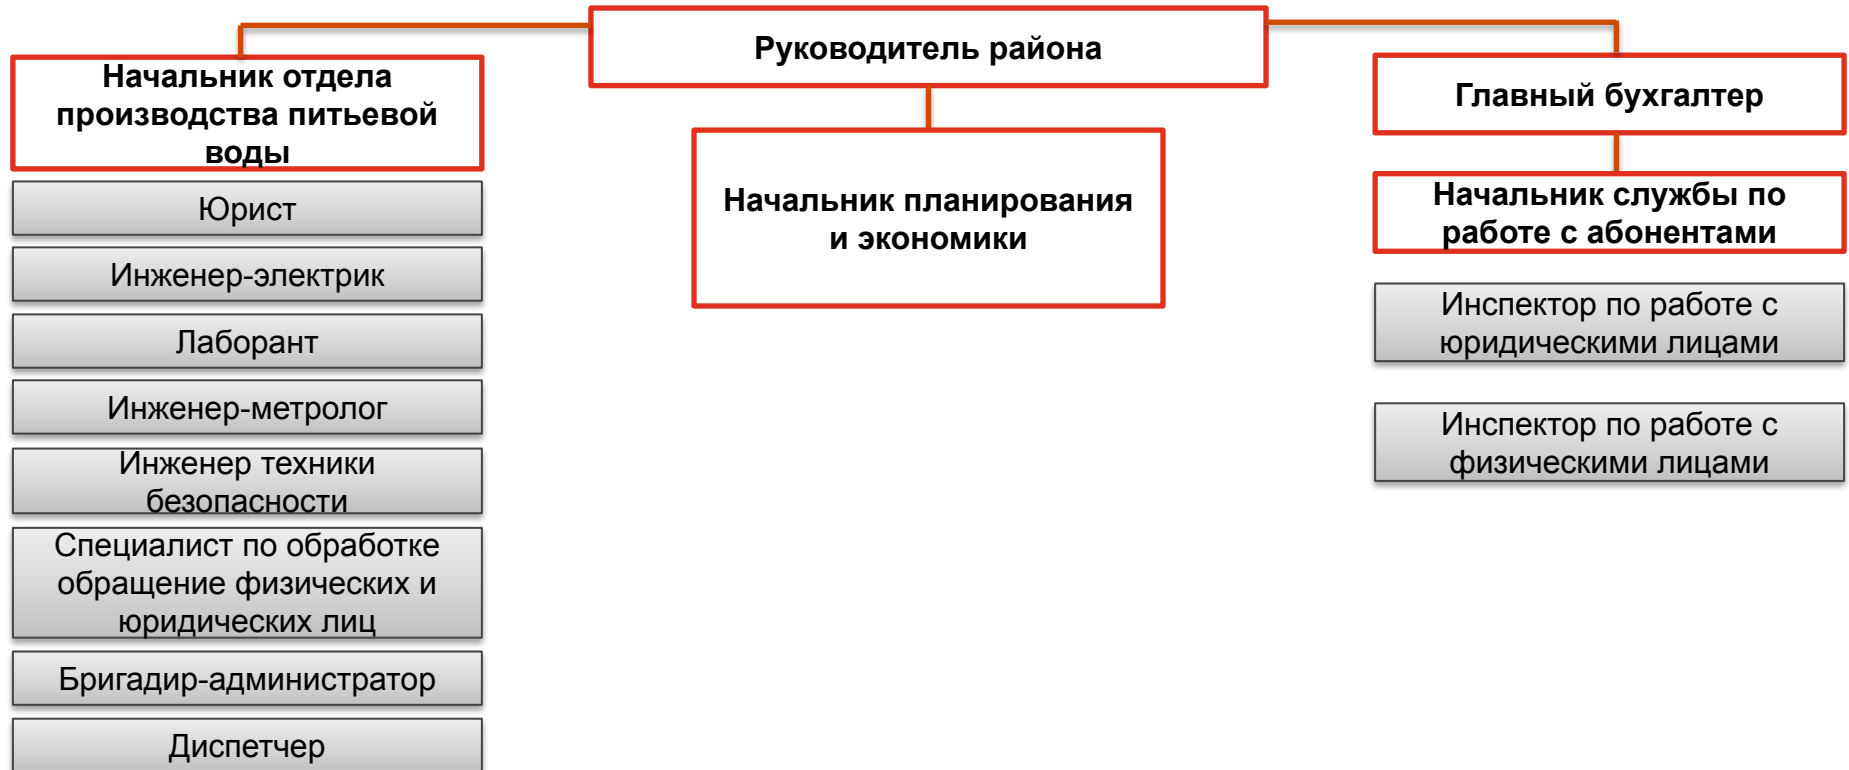 Руководитель района
Начальник отдела
производства питьевой
воды
Юрист
Инженер-электрик
Лаборант
Инженер-метролог
Инженер техники
безопасности
Специалист по обработке
обращение физических и
юридических лиц
Бригадир-администратор
Диспетчер
Начальник планирования
и экономики
Главный бухгалтер
Начальник службы по
работе с абонентами
Инспектор по работе с
юридическими лицами
Инспектор по работе с
физическими лицами